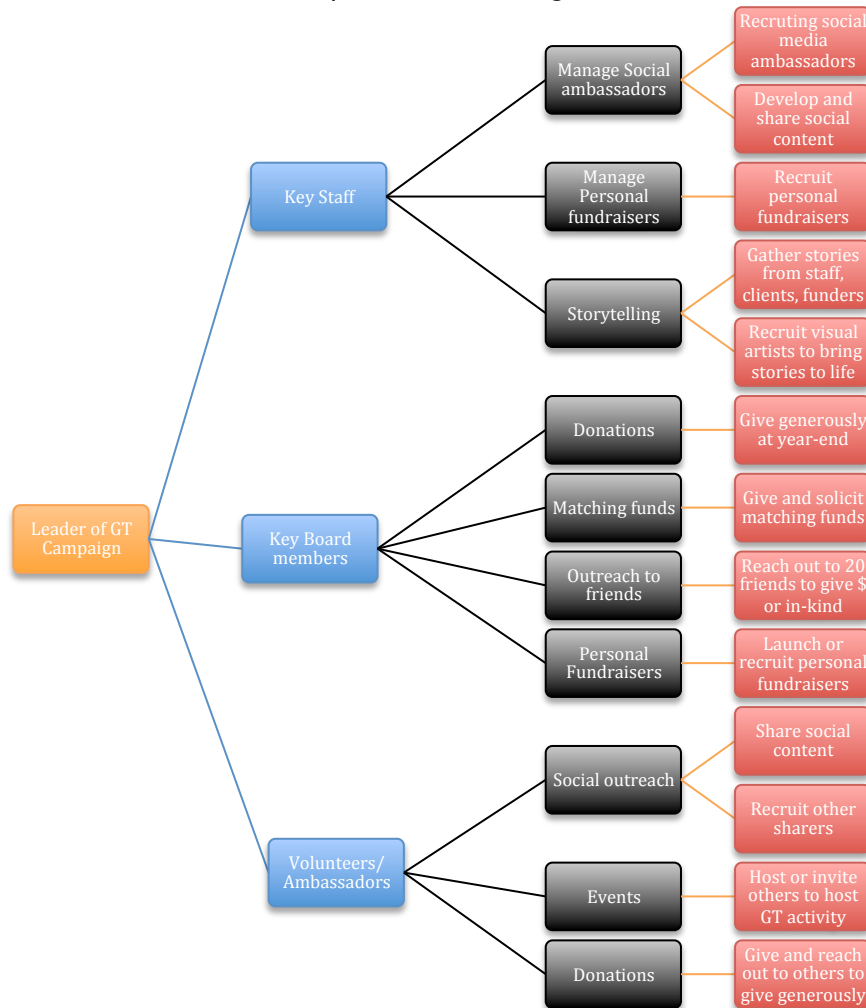 Recruting social
media
ambassadors
Manage Social
ambassadors
Develop and
share social
content
Key Staff
Manage
Personal
fundraisers
Recruit
personal
fundraisers
Gather stories
from staff,
clients, funders
Storytelling
Recruit visual
artists to bring
stories to life
Donations
Give generously
at year-end
Leader of GT
Campaign
Key Board
members
Matching funds
Give and solicit
matching funds
Outreach to
friends
Reach out to 20
friends to give $
or in-kind
Personal
Fundraisers
Launch or
recruit personal
fundraisers
Share social
content
Social outreach
Recruit other
sharers
Volunteers/
Ambassadors
Events
Host or invite
others to host
GT activity
Donations
Give and reach
out to others to
give generously